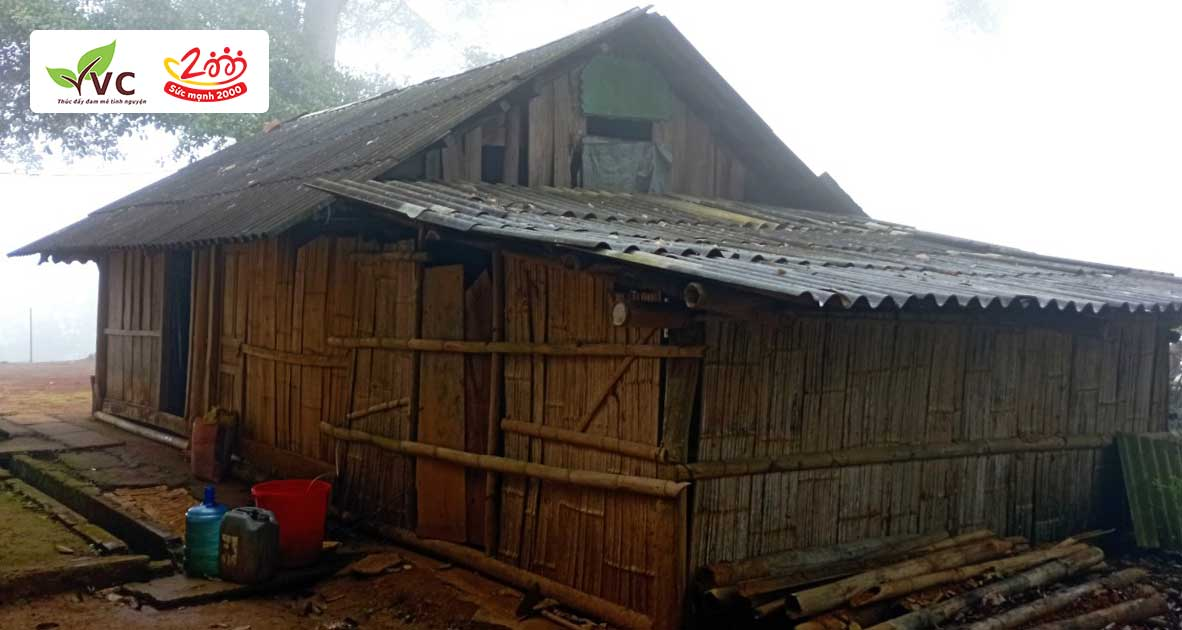 VC
Thúc đẩy đam mê tình nguyện
2000
Sức mạnh 2000